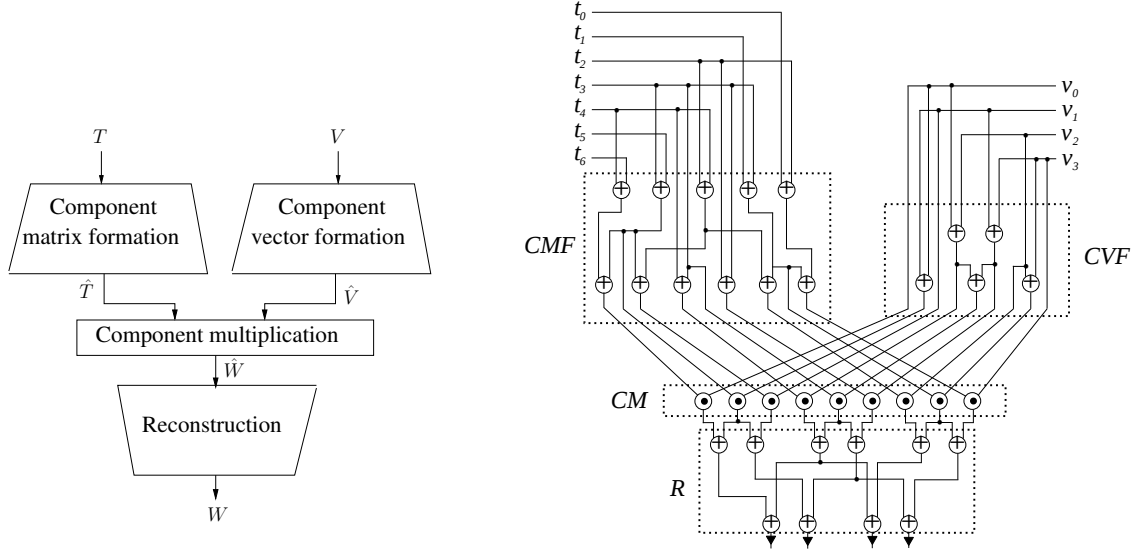 T
V
Component
matrix formation
Component
vector formation
T̂
V̂
Component multiplication
Ŵ
Reconstruction
W
t₀
t₁
t₂
t₃
t₄
t₅
t₆
v₀
v₁
v₂
v₃
CMF
CVF
CM
R